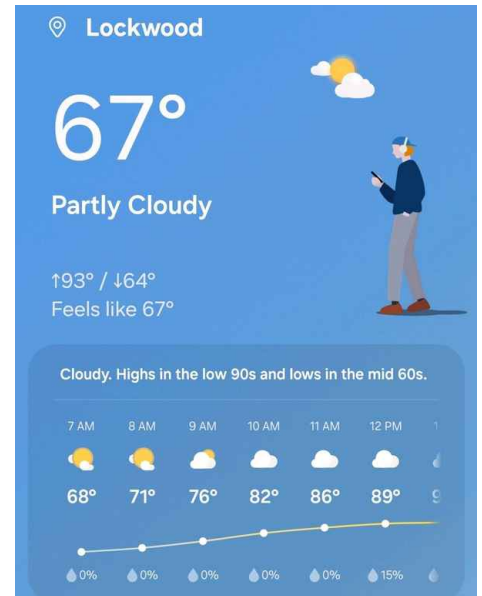 Lockwood
67°
Partly Cloudy
↑93° / ↓64°
Feels like 67°
Cloudy. Highs in the low 90s and lows in the mid 60s.
7 AM 8 AM 9 AM 10 AM 11 AM 12 PM
68° 71° 76° 82° 86° 89°
0% 0% 0% 0% 0% 15%